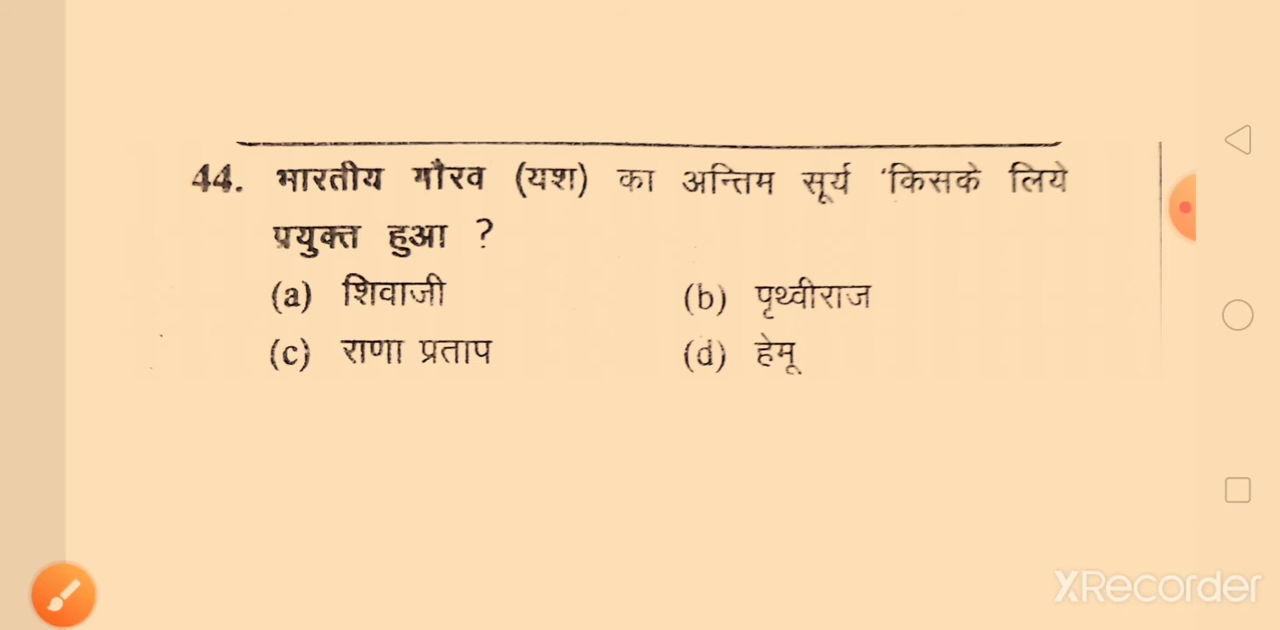 44. भारतीय गौरव (यश) का अन्तिम सूर्य 'किसके लिये
प्रयुक्त हुआ ?
(a) शिवाजी (b) पृथ्वीराज
(c) राणा प्रताप (d) हेमू
XRecorder